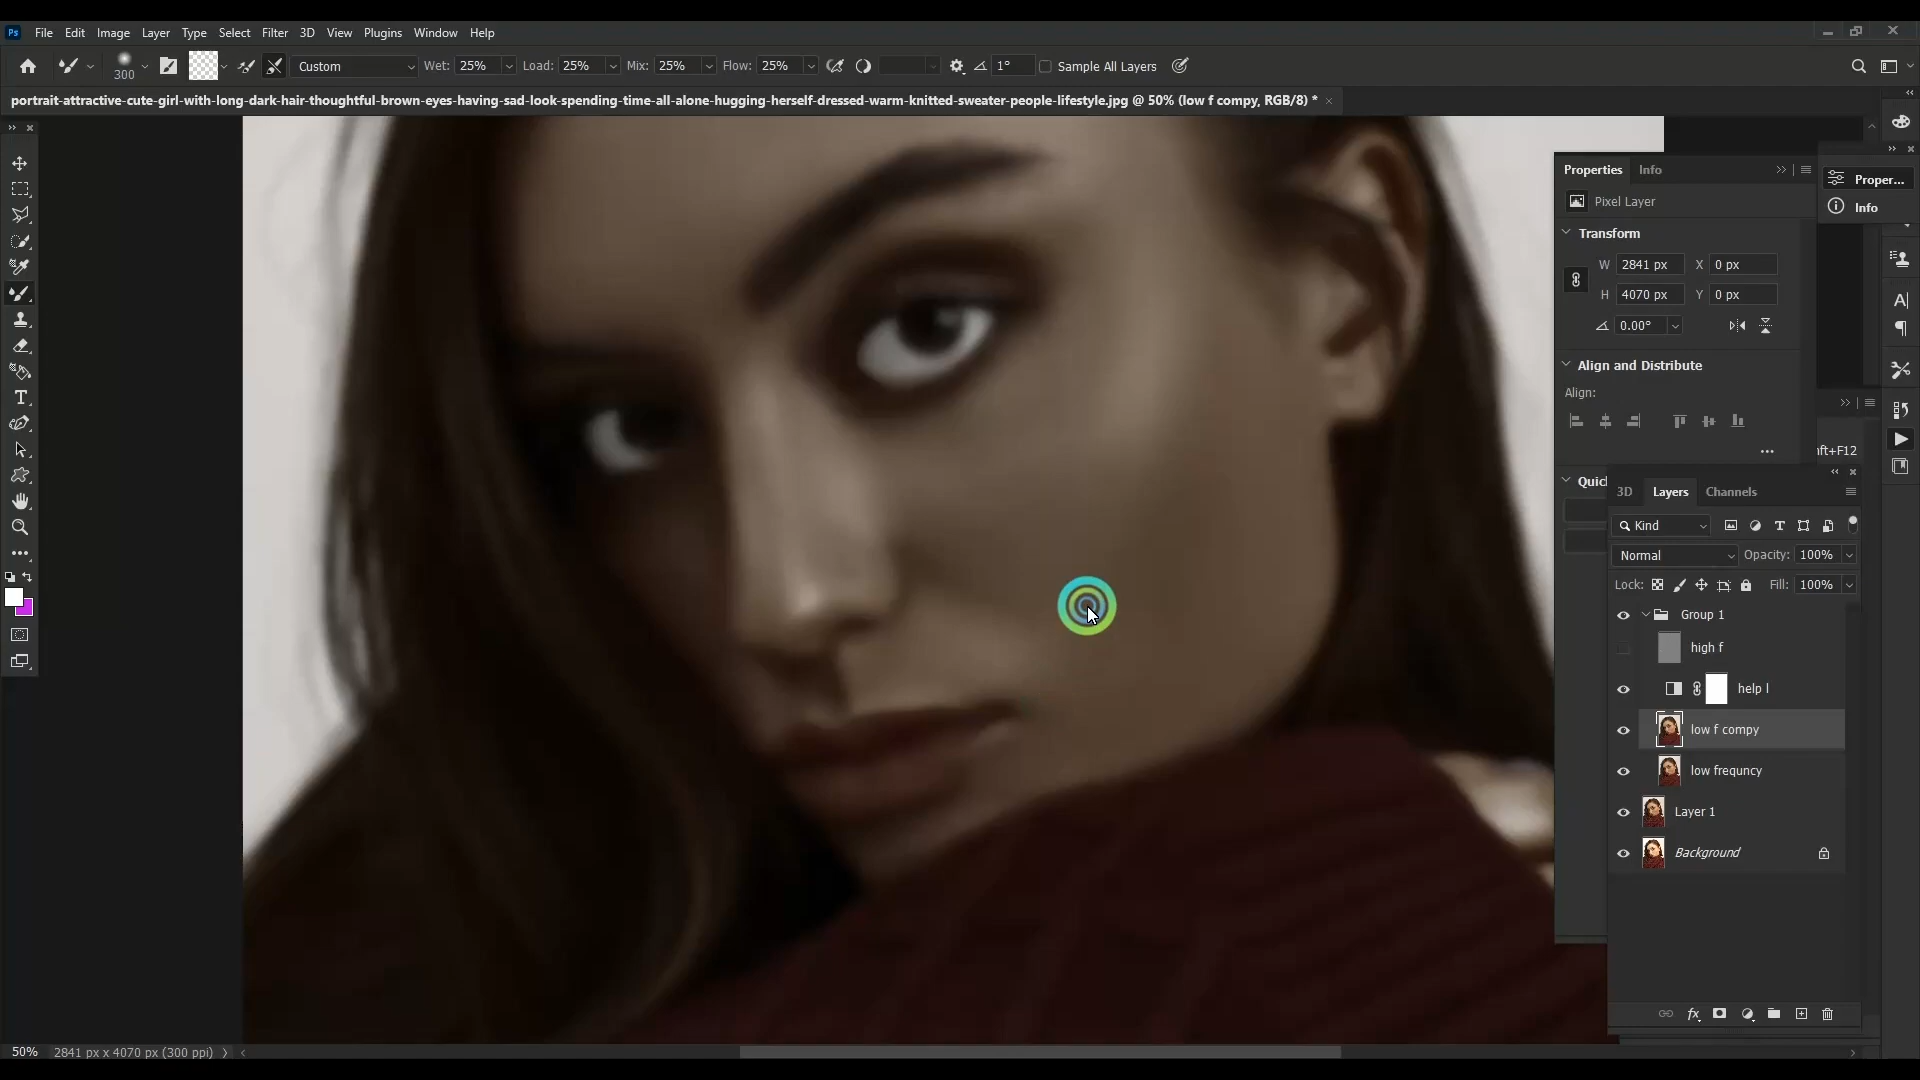 Ps File Edit Image Layer Type Select Filter 3D View Plugins Window Help
300 Custom Wet: 25% Load: 25% Mix: 25% Flow: 25% 1° Sample All Layers
portrait-attractive-cute-girl-with-long-dark-hair-thoughtful-brown-eyes-having-sad-look-spending-time-all-alone-hugging-herself-dressed-warm-knitted-sweater-people-lifestyle.jpg @ 50% (low f compy, RGB/8) *
Properties Info
Proper...
Pixel Layer
Info
Transform
W 2841 px X 0 px
H 4070 px Y 0 px
0.00°
Align and Distribute
Align:
ft+F12
Quic
3D Layers Channels
Kind
Normal Opacity: 100%
Lock: Fill: 100%
Group 1
high f
help l
low f compy
low frequncy
Layer 1
Background
50% 2841 px x 4070 px (300 ppi)